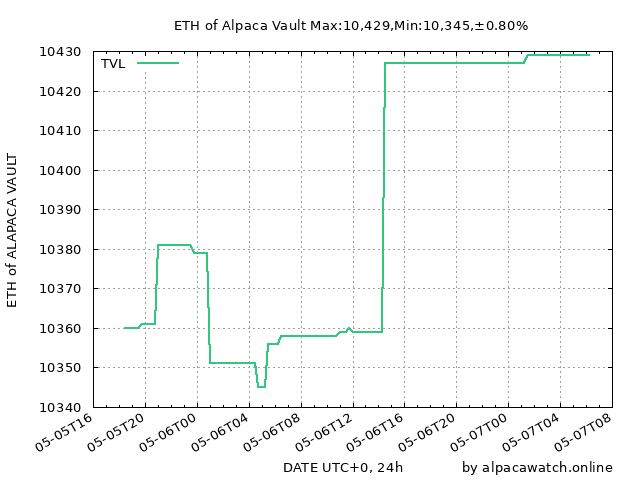 ETH of Alpaca Vault Max:10,429,Min:10,345,±0.80%
TVL
ETH of ALAPACA VAULT
10430
10420
10410
10400
10390
10380
10370
10360
10350
10340
05-05T16
05-05T20
05-06T00
05-06T04
05-06T08
05-06T12
05-06T16
05-06T20
05-07T00
05-07T04
05-07T08
DATE UTC+0, 24h
by alpacawatch.online